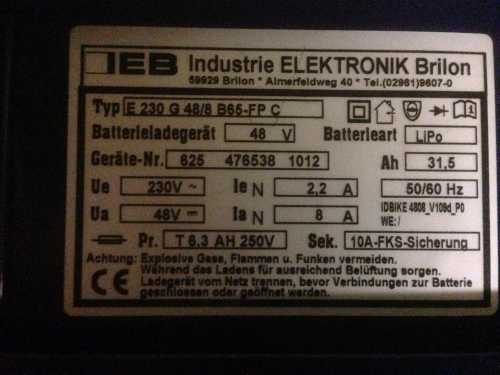 IEB Industrie ELEKTRONIK Brilon
59929 Brilon * Almerfeldweg 40 * Tel.(02961)9607-0
Typ E 230 G 48/8 B65-FP C
Batterieladegerät 48 V Batterieart LiPo
Geräte-Nr. 625 476538 1012 Ah 31,5
Ue 230V ~ Ie N 2,2 A 50/60 Hz
Ua 48V Ia N 8 A IDBIKE 4808_V109d_P0
WE: /
Pr. T 6,3 AH 250V Sek. 10A-FKS-Sicherung
Achtung: Explosive Gase, Flammen u. Funken vermeiden.
Während des Ladens für ausreichend Belüftung sorgen.
Ladegerät vom Netz trennen, bevor Verbindungen zur Batterie
geschlossen oder geöffnet werden.
CE